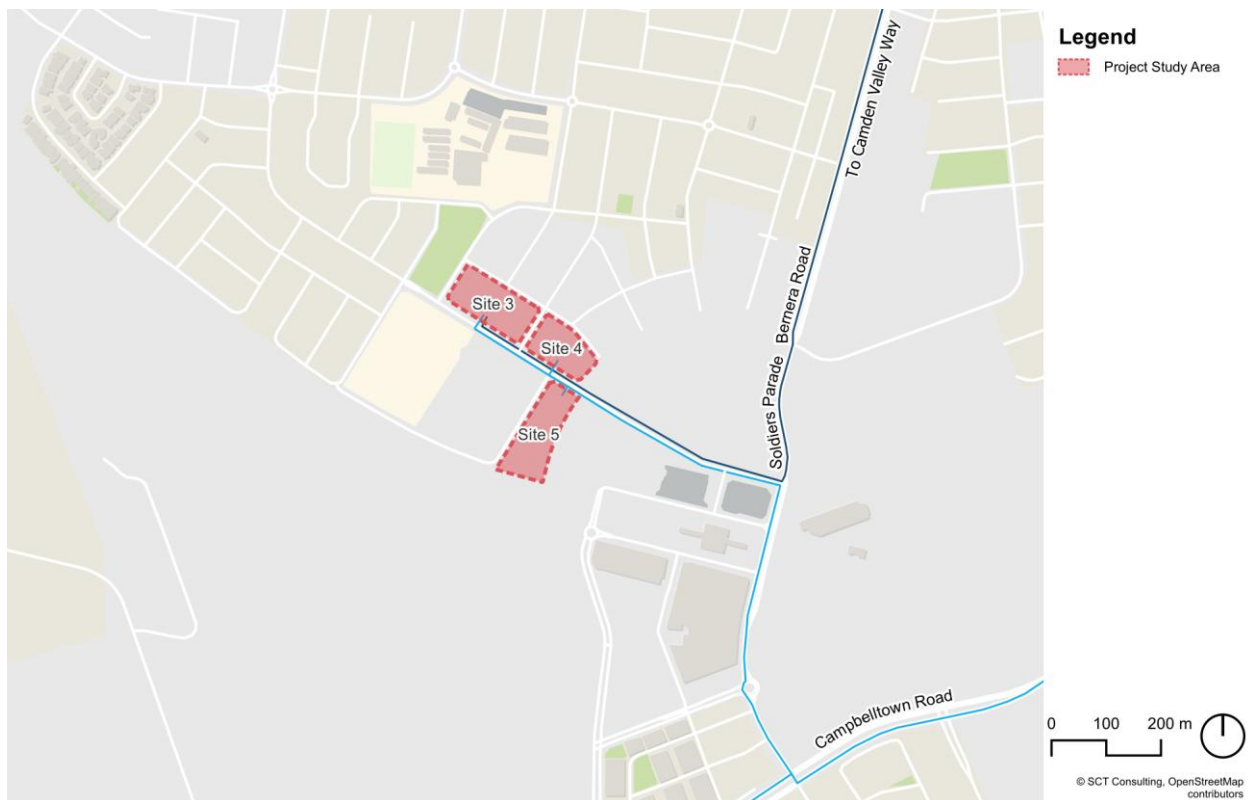 Legend
Project Study Area
To Camden Valley Way
Bernera Road
Soldiers Parade
Site 3
Site 4
Site 5
Campbelltown Road
0 100 200 m
© SCT Consulting, OpenStreetMap
contributors